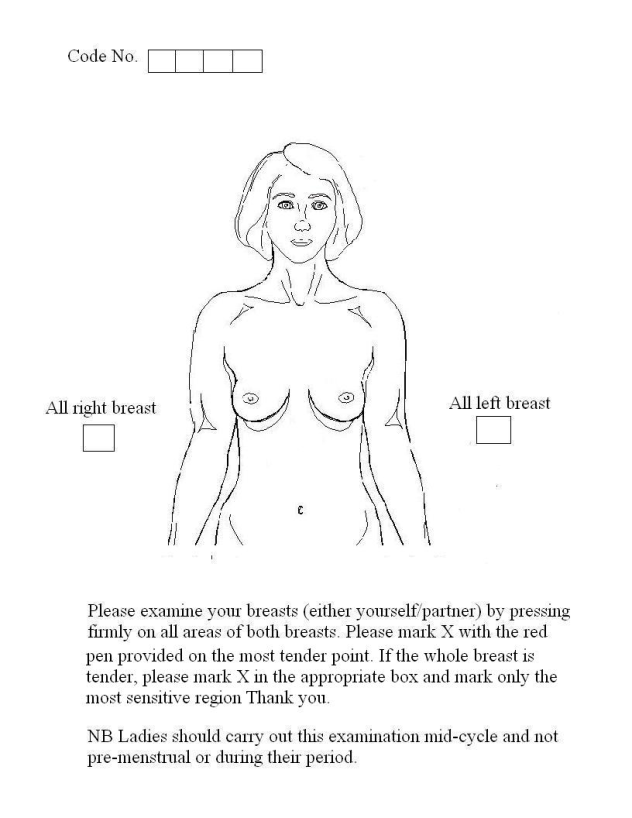 Code No.
All right breast
All left breast
Please examine your breasts (either yourself/partner) by pressing
firmly on all areas of both breasts. Please mark X with the red
pen provided on the most tender point. If the whole breast is
tender, please mark X in the appropriate box and mark only the
most sensitive region Thank you.
NB Ladies should carry out this examination mid-cycle and not
pre-menstrual or during their period.